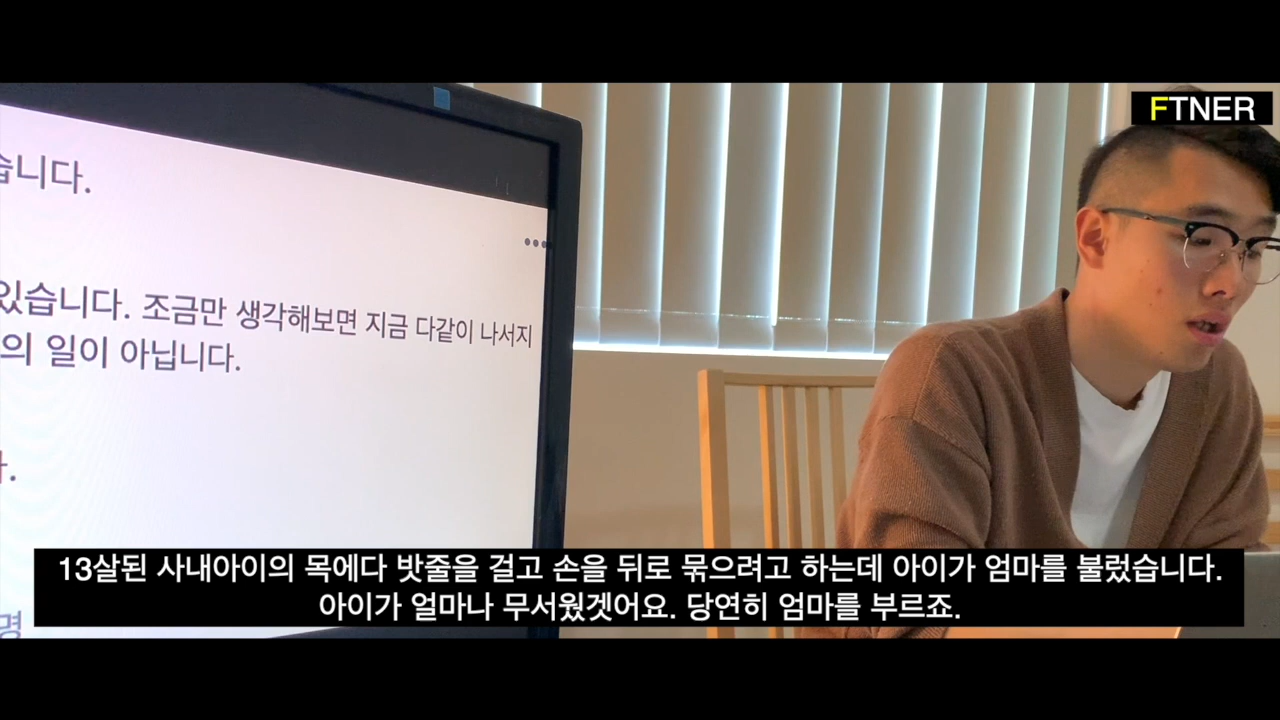 FTNER
습니다.
있습니다. 조금만 생각해보면 지금 다같이 나서지
의 일이 아닙니다.
명
13살된 사내아이의 목에다 밧줄을 걸고 손을 뒤로 묶으려고 하는데 아이가 엄마를 불렀습니다.
아이가 얼마나 무서웠겟어요. 당연히 엄마를 부르죠.